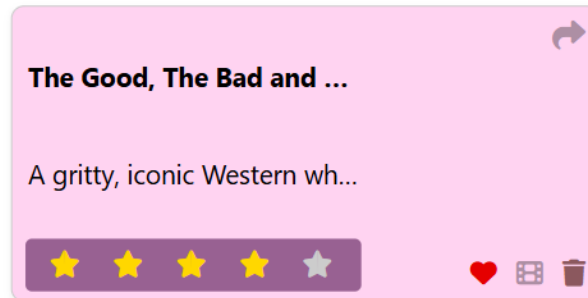 The Good, The Bad and ...
A gritty, iconic Western wh...